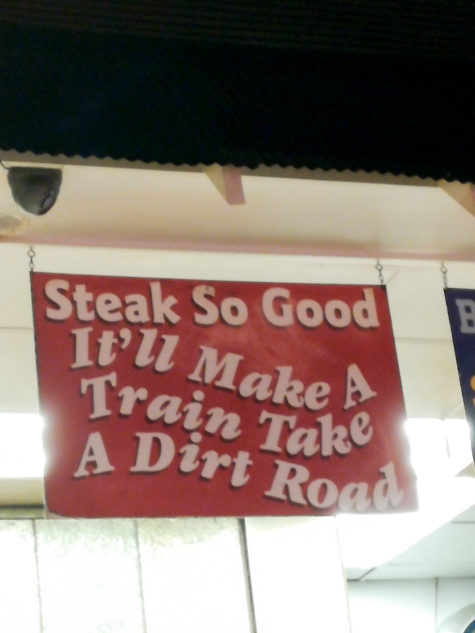 Steak So Good
It'll Make A
Train Take
A Dirt Road